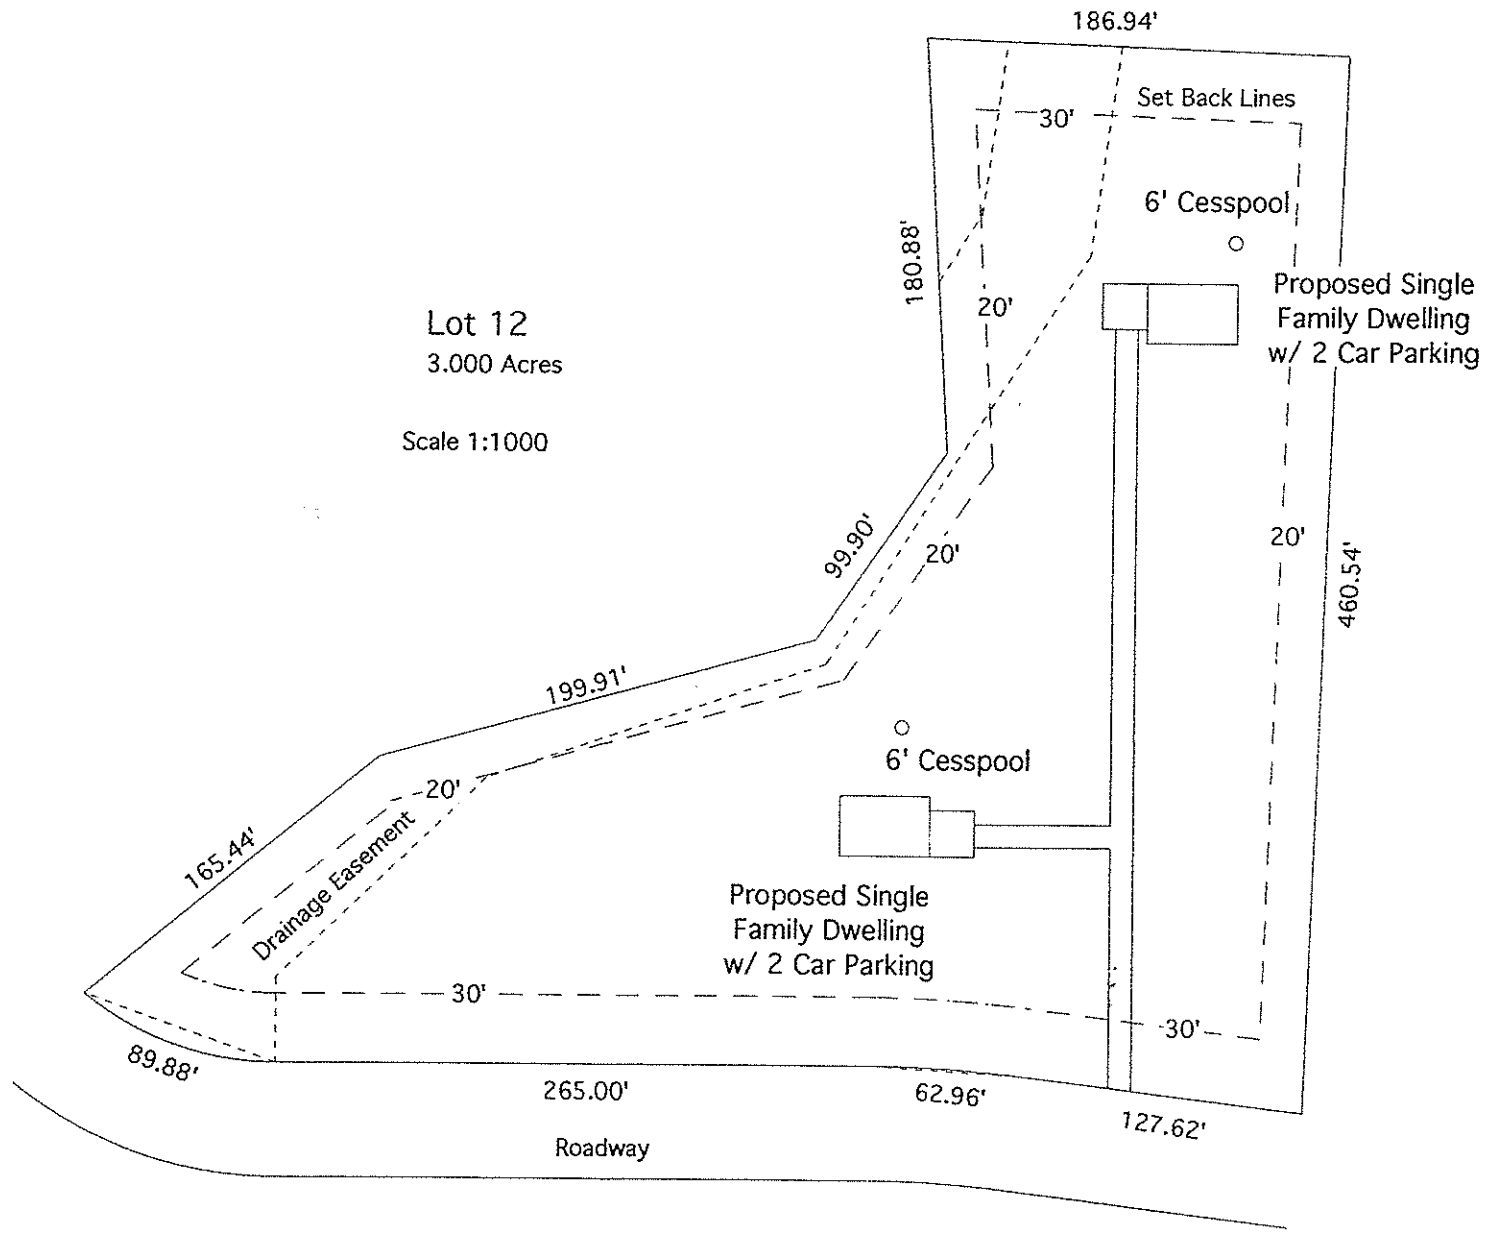 186.94'
Set Back Lines
30'
6' Cesspool
180.88'
20'
Proposed Single
Family Dwelling
w/ 2 Car Parking
Lot 12
3.000 Acres
Scale 1:1000
99.90'
20'
20'
460.54'
199.91'
6' Cesspool
20'
165.44'
Drainage Easement
Proposed Single
Family Dwelling
w/ 2 Car Parking
30'
30'
89.88'
265.00'
62.96'
127.62'
Roadway